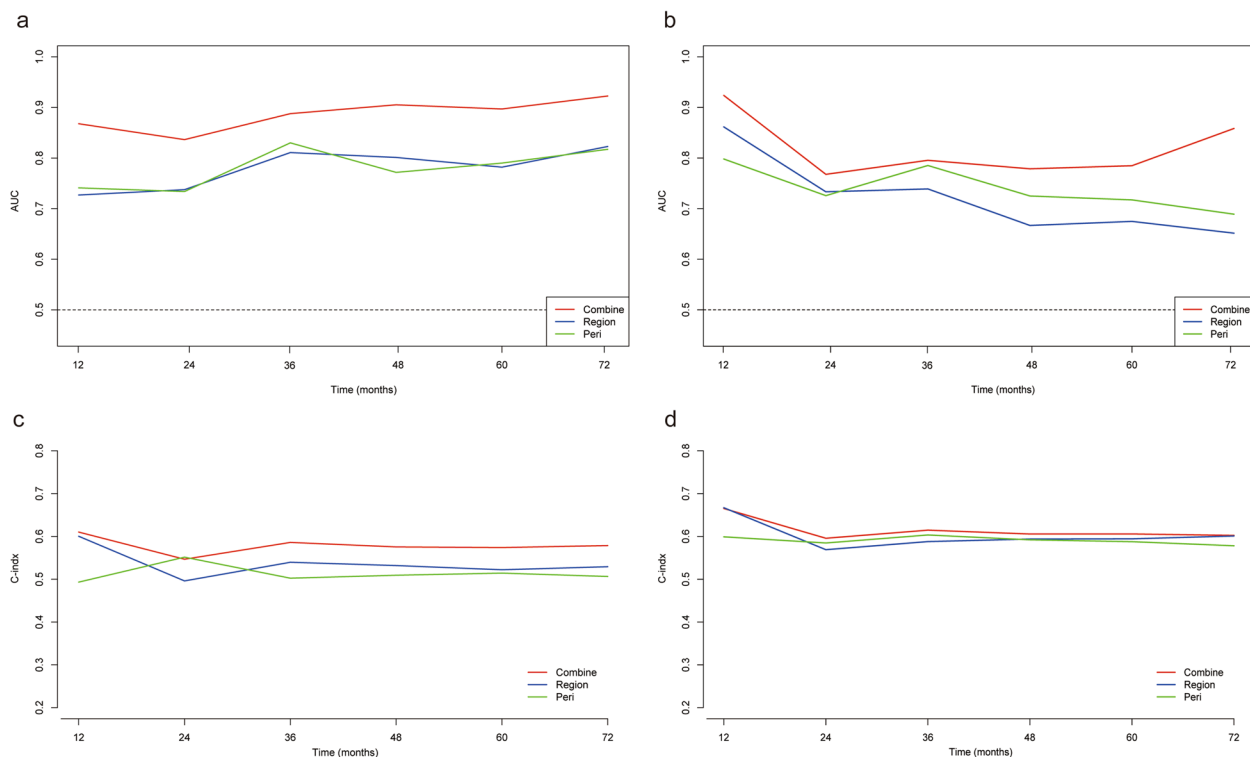 a
AUC
1.0
0.9
0.8
0.7
0.6
0.5
Combine
Region
Peri
12 24 36 48 60 72
Time (months)
b
AUC
1.0
0.9
0.8
0.7
0.6
0.5
Combine
Region
Peri
12 24 36 48 60 72
Time (months)
c
C-indx
0.8
0.7
0.6
0.5
0.4
0.3
0.2
Combine
Region
Peri
12 24 36 48 60 72
Time (months)
d
C-indx
0.8
0.7
0.6
0.5
0.4
0.3
0.2
Combine
Region
Peri
12 24 36 48 60 72
Time (months)